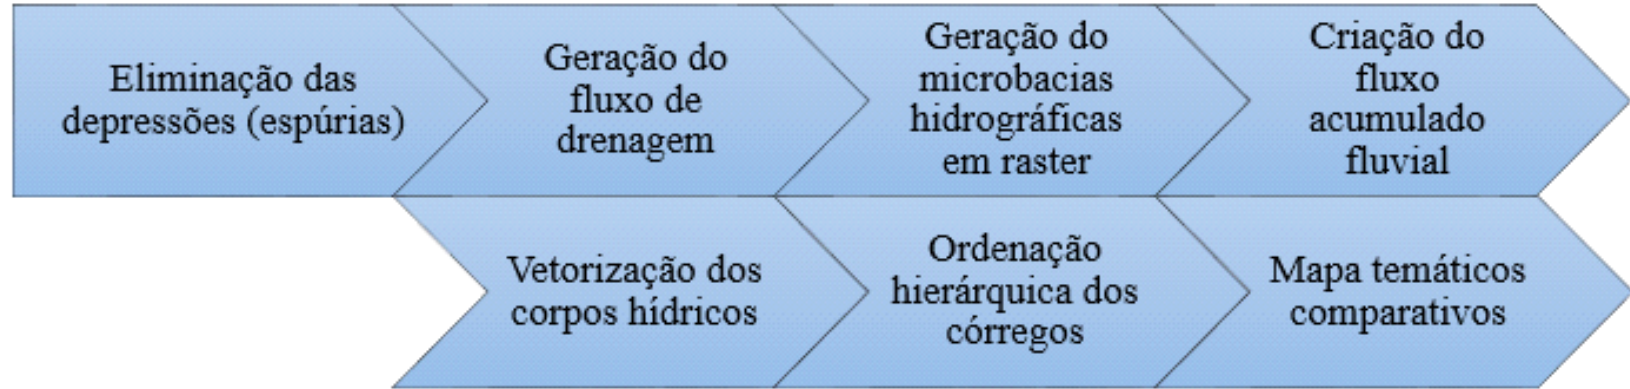 Eliminação das
depressões (espúrias)
Geração do
fluxo de
drenagem
Geração do
microbacias
hidrográficas
em raster
Criação do
fluxo
acumulado
fluvial
Vetorização dos
corpos hídricos
Ordenação
hierárquica dos
córregos
Mapa temáticos
comparativos